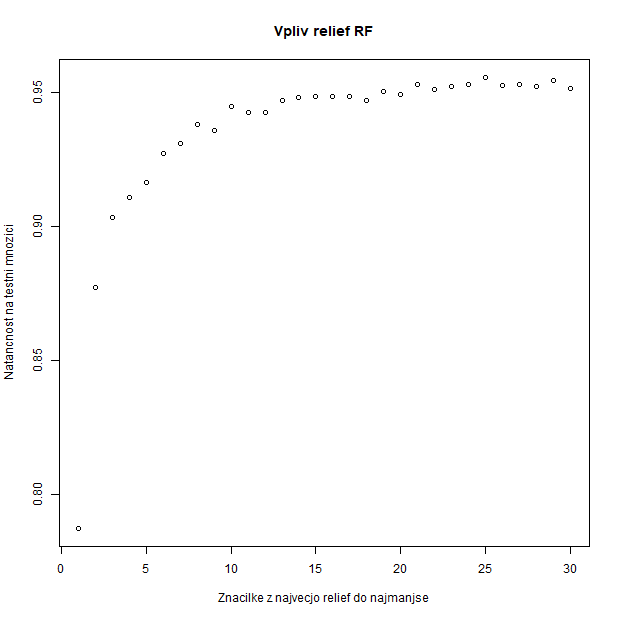 Vpliv relief RF
Natancnost na testni mnozici
0.95
0.90
0.85
0.80
0 5 10 15 20 25 30
Znacilke z najvecjo relief do najmanjse